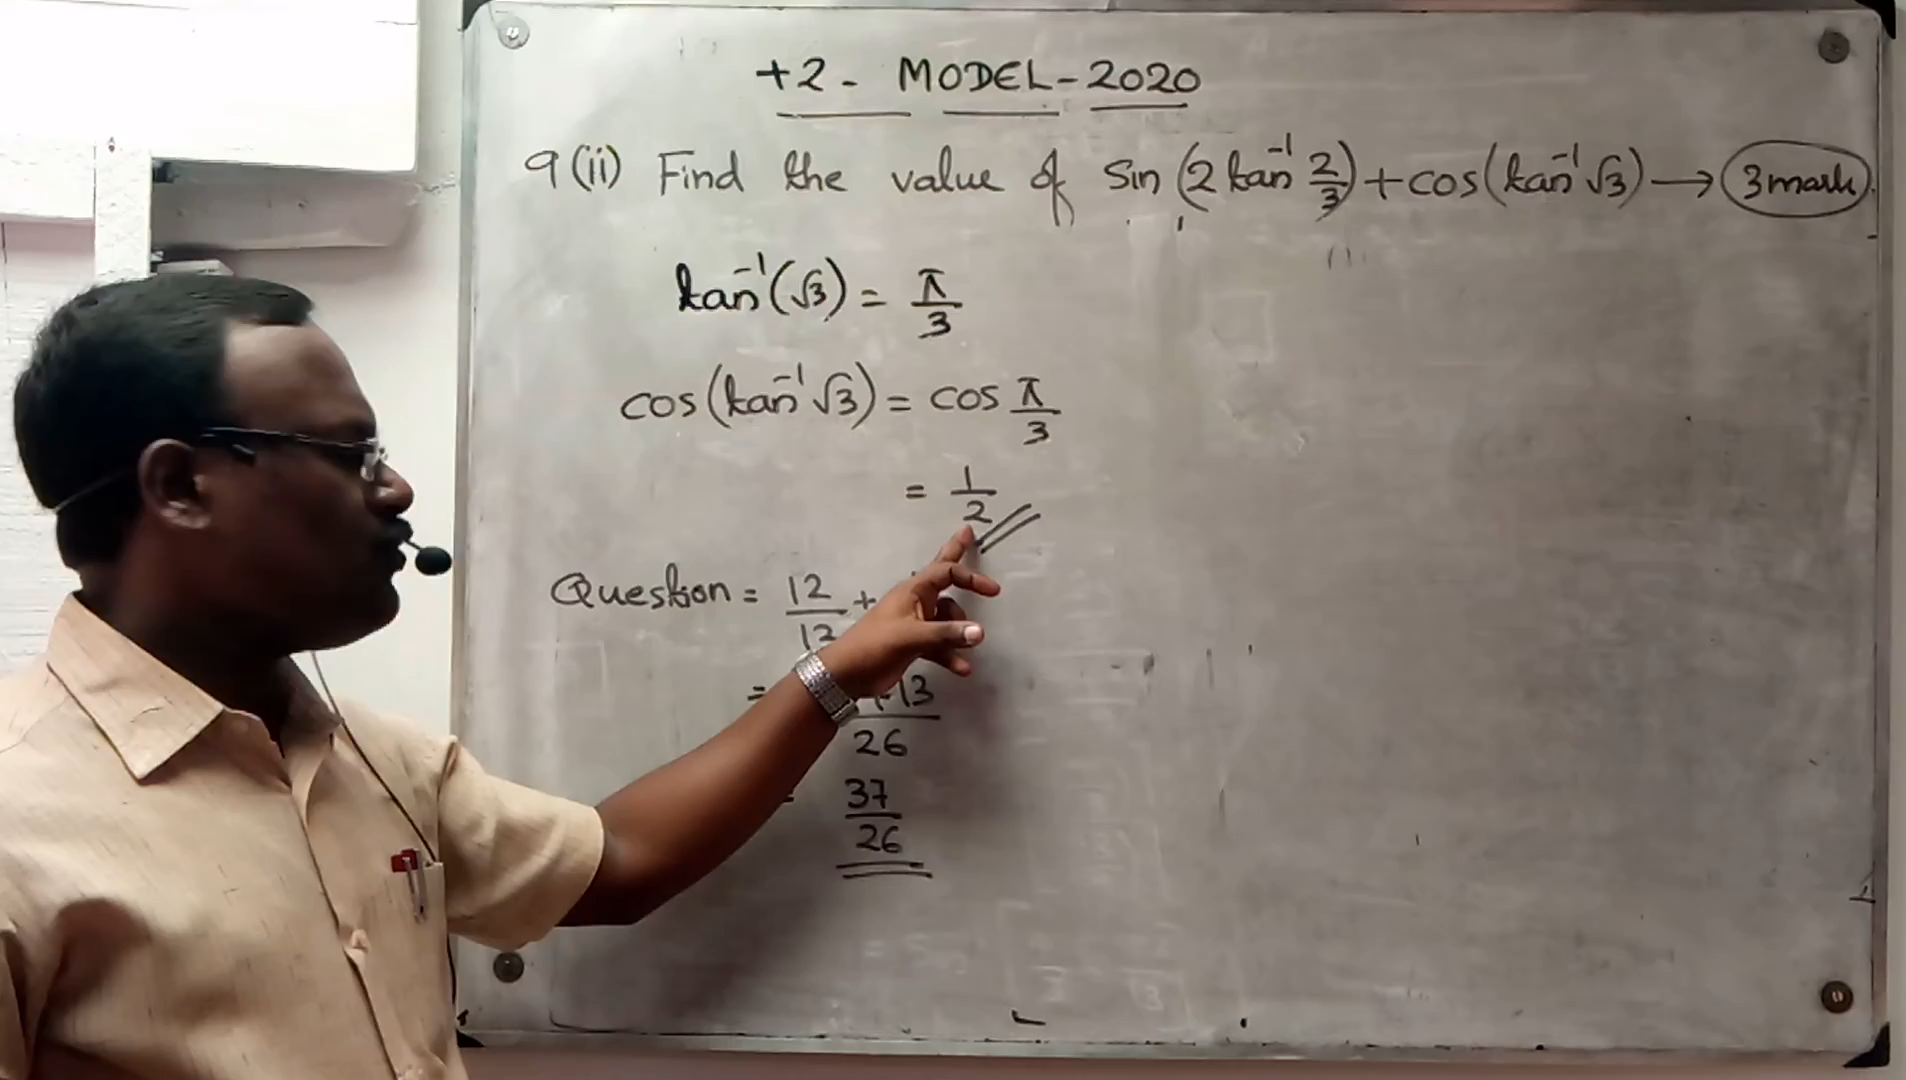 +2 - MODEL-2020
9(ii) Find the value of sin(2 tan⁻¹ 2/3) + cos(tan⁻¹ √3) → 3 mark
tan⁻¹(√3) = π/3
cos(tan⁻¹ √3) = cos π/3
= 1/2
Question = 12/13 +
= +13/26
= 37/26